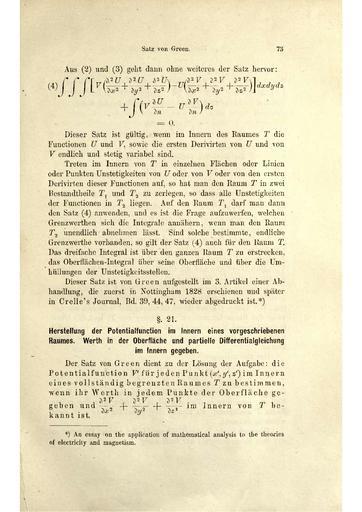 Satz von Green. 73
Aus (2) und (3) geht dann ohne weiteres der Satz hervor:
(4) ∫∫∫[V(∂²U/∂x² + ∂²U/∂y² + ∂²U/∂z²) − U(∂²V/∂x² + ∂²V/∂y² + ∂²V/∂z²)] dx dy dz
+ ∫(V ∂U/∂n − U ∂V/∂n) dσ
= 0.
Dieser Satz ist gültig, wenn im Innern des Raumes T die
Functionen U und V, sowie die ersten Derivirten von U und von
V endlich und stetig variabel sind.
Treten im Innern von T in einzelnen Flächen oder Linien
oder Punkten Unstetigkeiten von U oder von V oder von den ersten
Derivirten dieser Functionen auf, so hat man den Raum T in zwei
Bestandtheile T₁ und T₂ zu zerlegen, so dass alle Unstetigkeiten
der Functionen in T₂ liegen. Auf den Raum T₁ darf man dann
den Satz (4) anwenden, und es ist die Frage aufzuwerfen, welchen
Grenzwerthen sich die Integrale annähern, wenn man den Raum
T₂ unendlich abnehmen lässt. Sind solche bestimmte, endliche
Grenzwerthe vorhanden, so gilt der Satz (4) auch für den Raum T.
Das dreifache Integral ist über den ganzen Raum T zu erstrecken,
das Oberflächen-Integral über seine Oberfläche und über die Um-
hüllungen der Unstetigkeitsstellen.
Dieser Satz ist von Green aufgestellt im 3. Artikel einer Ab-
handlung, die zuerst in Nottingham 1828 erschienen und später
in Crelle's Journal, Bd. 39, 44, 47, wieder abgedruckt ist.*)
§. 21.
Herstellung der Potentialfunction im Innern eines vorgeschriebenen
Raumes. Werth in der Oberfläche und partielle Differentialgleichung
im Innern gegeben.
Der Satz von Green dient zu der Lösung der Aufgabe: die
Potentialfunction V für jeden Punkt (x', y', z') im Innern
eines vollständig begrenzten Raumes T zu bestimmen,
wenn ihr Werth in jedem Punkte der Oberfläche ge-
geben und ∂²V/∂x² + ∂²V/∂y² + ∂²V/∂z² im Innern von T be-
kannt ist.
*) An essay on the application of mathematical analysis to the theories
of electricity and magnetism.